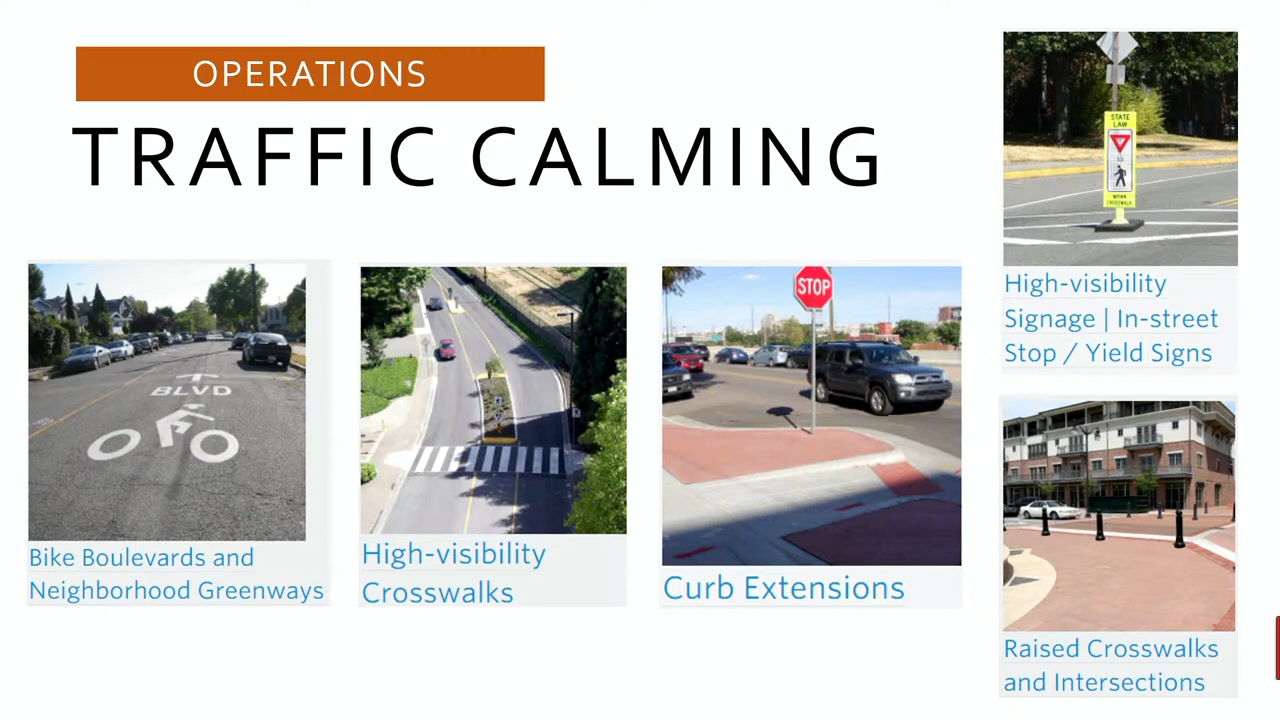 OPERATIONS
TRAFFIC CALMING
BLVD
Bike Boulevards and
Neighborhood Greenways
High-visibility
Crosswalks
STOP
Curb Extensions
STATE
LAW
High-visibility
Signage | In-street
Stop / Yield Signs
Raised Crosswalks
and Intersections